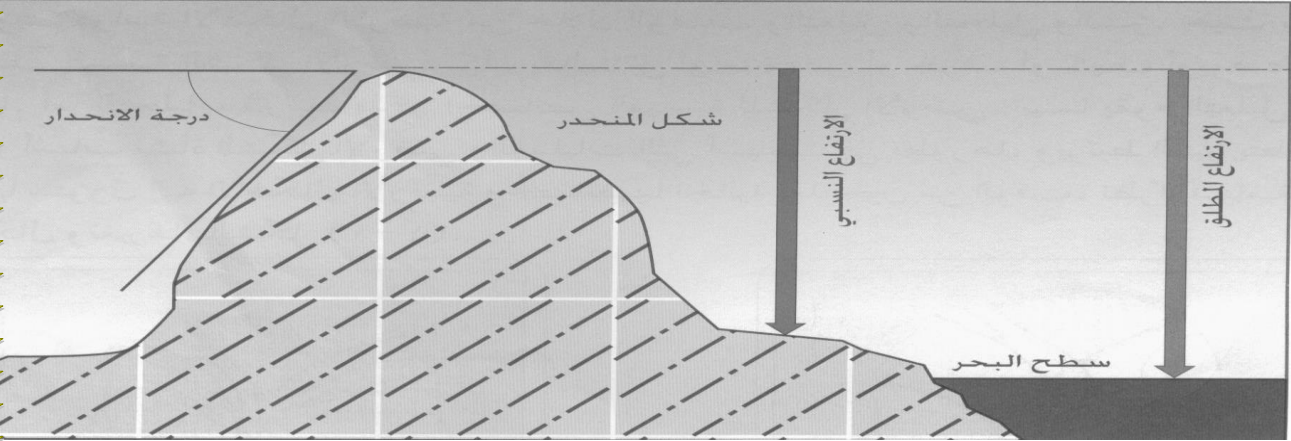 درجة الانحدار
شكل المنحدر
الارتفاع النسبي
الارتفاع المطلق
سطح البحر